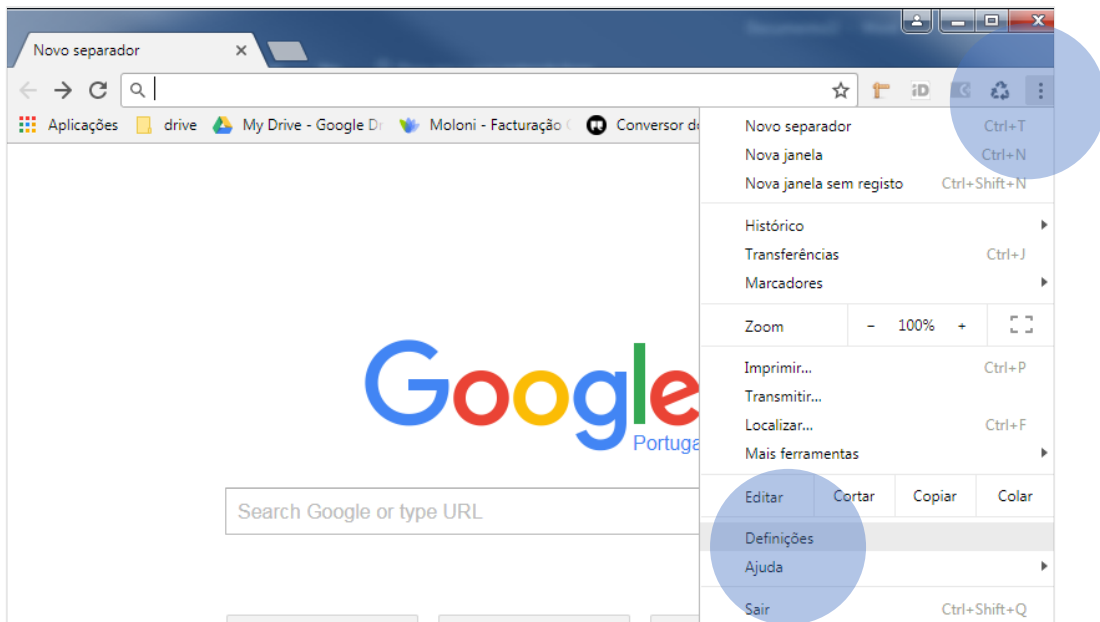 Novo separador
Aplicações drive My Drive - Google Dr Moloni - Facturação Conversor d
Novo separador Ctrl+T
Nova janela Ctrl+N
Nova janela sem registo Ctrl+Shift+N
Histórico
Transferências Ctrl+J
Marcadores
Zoom - 100% +
Imprimir... Ctrl+P
Transmitir...
Localizar... Ctrl+F
Mais ferramentas
Editar Cortar Copiar Colar
Definições
Ajuda
Sair Ctrl+Shift+Q
Google
Portuga
Search Google or type URL